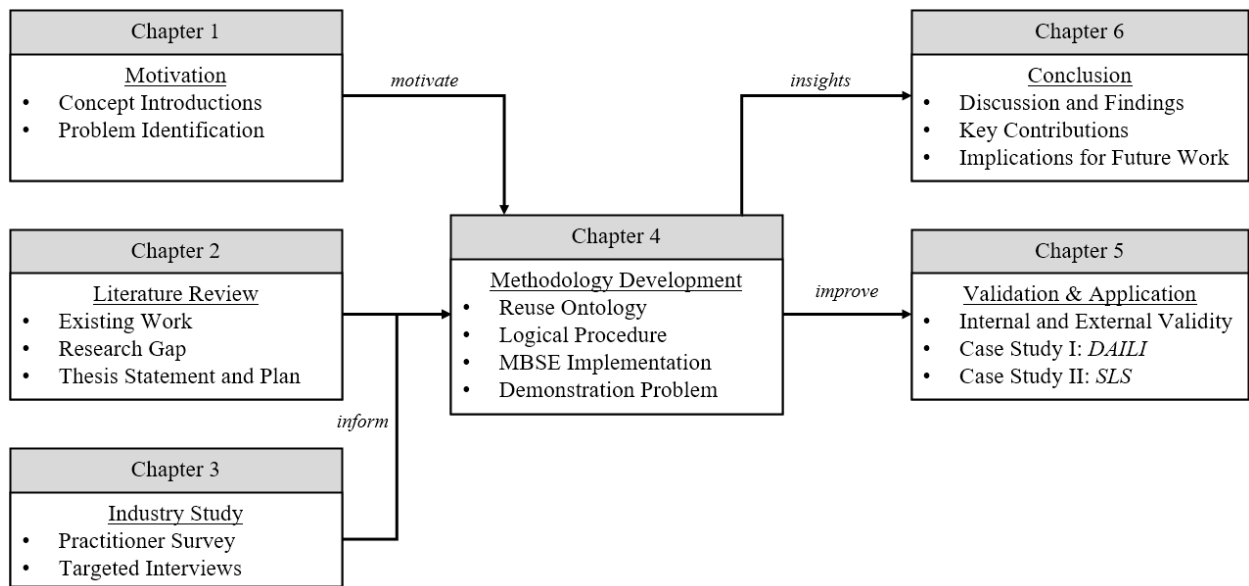 Chapter 1
Motivation
• Concept Introductions
• Problem Identification
motivate
Chapter 2
Literature Review
• Existing Work
• Research Gap
• Thesis Statement and Plan
inform
Chapter 3
Industry Study
• Practitioner Survey
• Targeted Interviews
Chapter 4
Methodology Development
• Reuse Ontology
• Logical Procedure
• MBSE Implementation
• Demonstration Problem
insights
Chapter 6
Conclusion
• Discussion and Findings
• Key Contributions
• Implications for Future Work
improve
Chapter 5
Validation & Application
• Internal and External Validity
• Case Study I: DAILI
• Case Study II: SLS